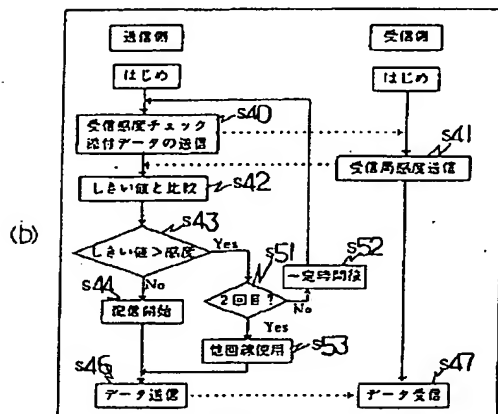 送信側
受信側
はじめ
はじめ
受信感度チェック
添付データの送信
s40
受信局感度送信
s41
しきい値と比較
s42
しきい値>感度
s43
Yes
No
2回目?
s51
一定時間後
s52
No
Yes
配信開始
s44
他回線使用
s53
(b)
データ送信
s46
データ受信
s47